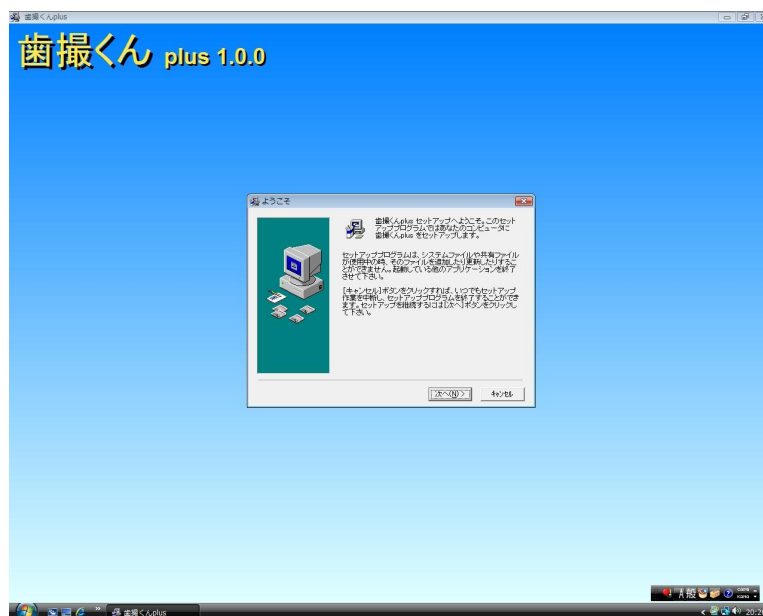 歯撮くんplus
歯撮くん plus 1.0.0
ようこそ
歯撮くんplus セットアップへようこそ。このセット
アッププログラムではあなたのコンピュータに
歯撮くんplus をセットアップします。
セットアッププログラムは、システムファイルや共有ファイル
が使用中の時、そのファイルを追加したり更新したりするこ
とができません。起動している他のアプリケーションを終了
させて下さい。
[キャンセル]ボタンをクリックすれば、いつでもセットアップ
作業を中断し、セットアッププログラムを終了することができ
ます。セットアップを継続するには[次へ]ボタンをクリックし
て下さい。
次へ(N) >
キャンセル
A 般
CAPS
KANA
歯撮くんplus